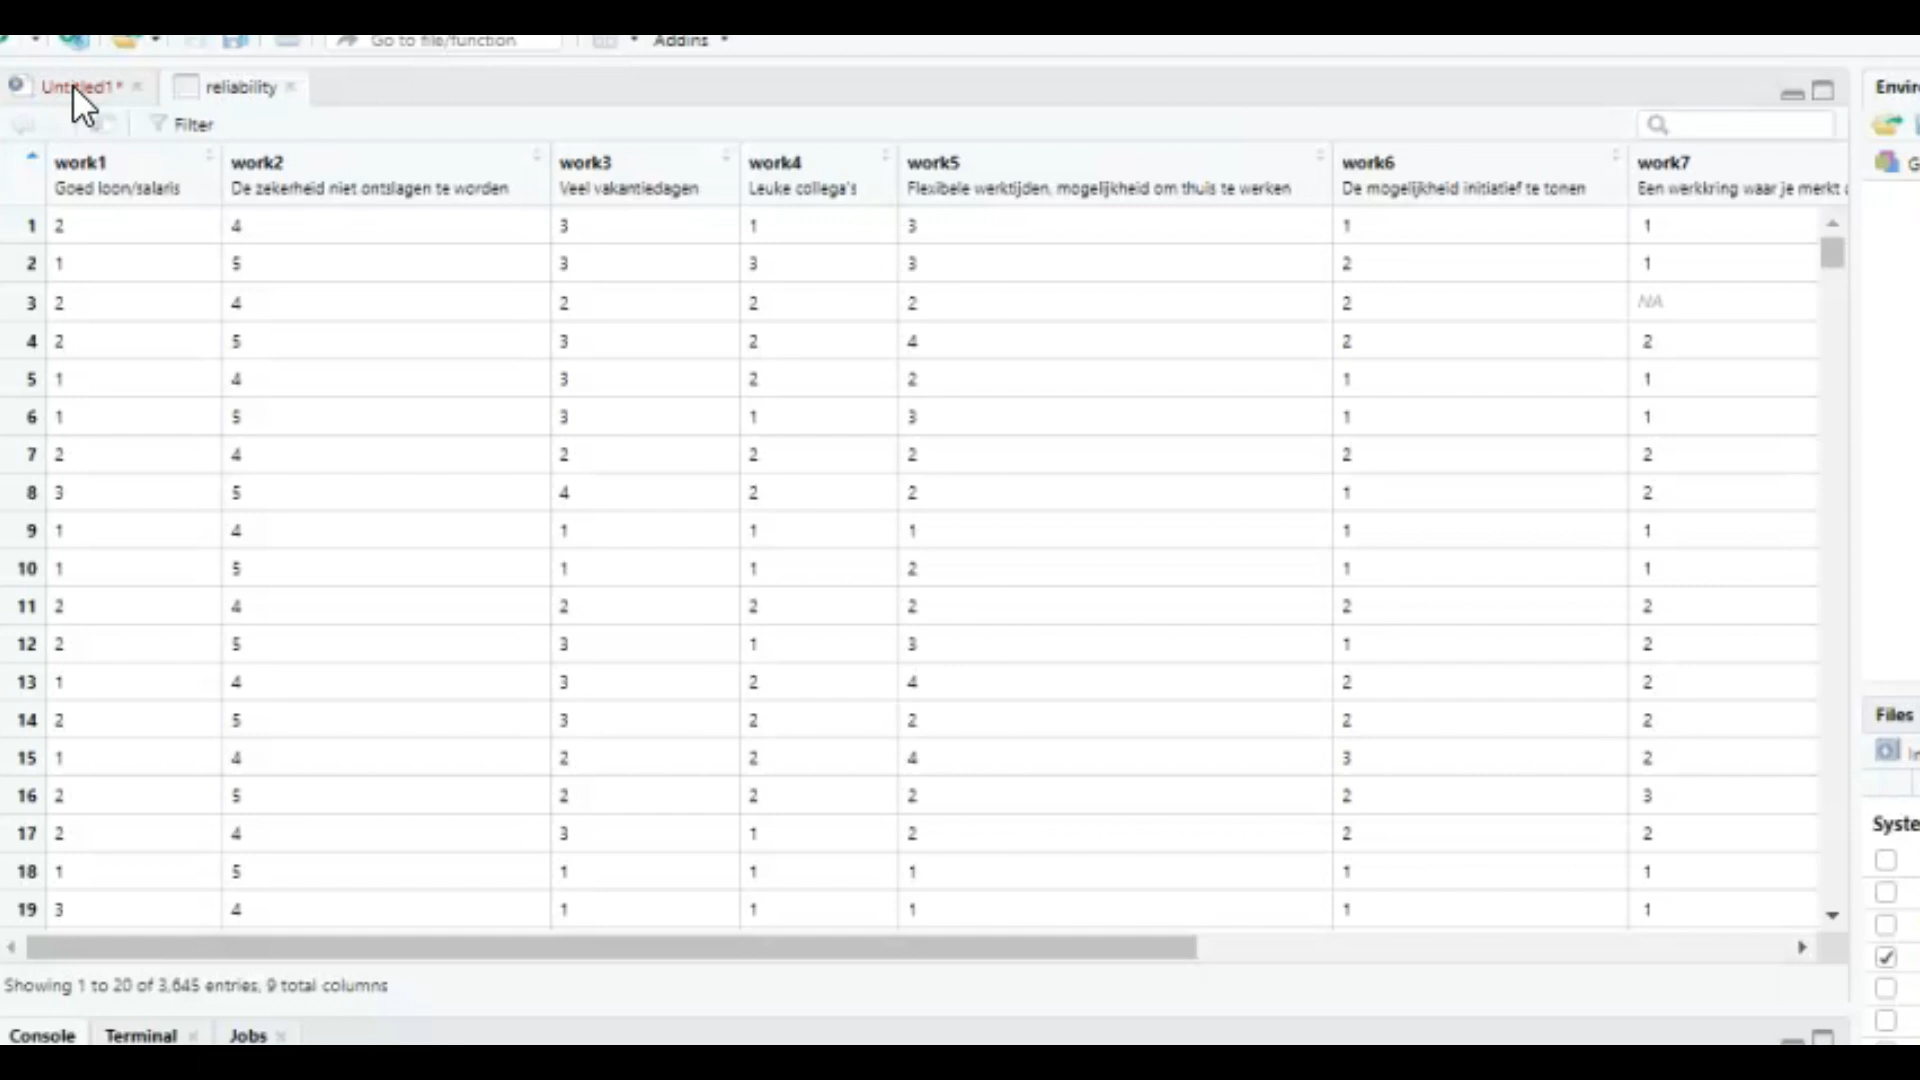 Go to file/function Addins
Untitled1* reliability
Filter
work1 work2 work3 work4 work5 work6 work7
Goed loon/salaris De zekerheid niet ontslagen te worden Veel vakantiedagen Leuke collega's Flexibele werktijden, mogelijkheid om thuis te werken De mogelijkheid initiatief te tonen Een werkkring waar je merkt
1 2 4 3 1 3 1 1
2 1 5 3 3 3 2 1
3 2 4 2 2 2 2 NA
4 2 5 3 2 4 2 2
5 1 4 3 2 2 1 1
6 1 5 3 1 3 1 1
7 2 4 2 2 2 2 2
8 3 5 4 2 2 1 2
9 1 4 1 1 1 1 1
10 1 5 1 1 2 1 1
11 2 4 2 2 2 2 2
12 2 5 3 1 3 1 2
13 1 4 3 2 4 2 2
14 2 5 3 2 2 2 2
15 1 4 2 2 4 3 2
16 2 5 2 2 2 2 3
17 2 4 3 1 2 2 2
18 1 5 1 1 1 1 1
19 3 4 1 1 1 1 1
Showing 1 to 20 of 3,645 entries, 9 total columns
Console Terminal Jobs
Envir
G
Files
In
Syste